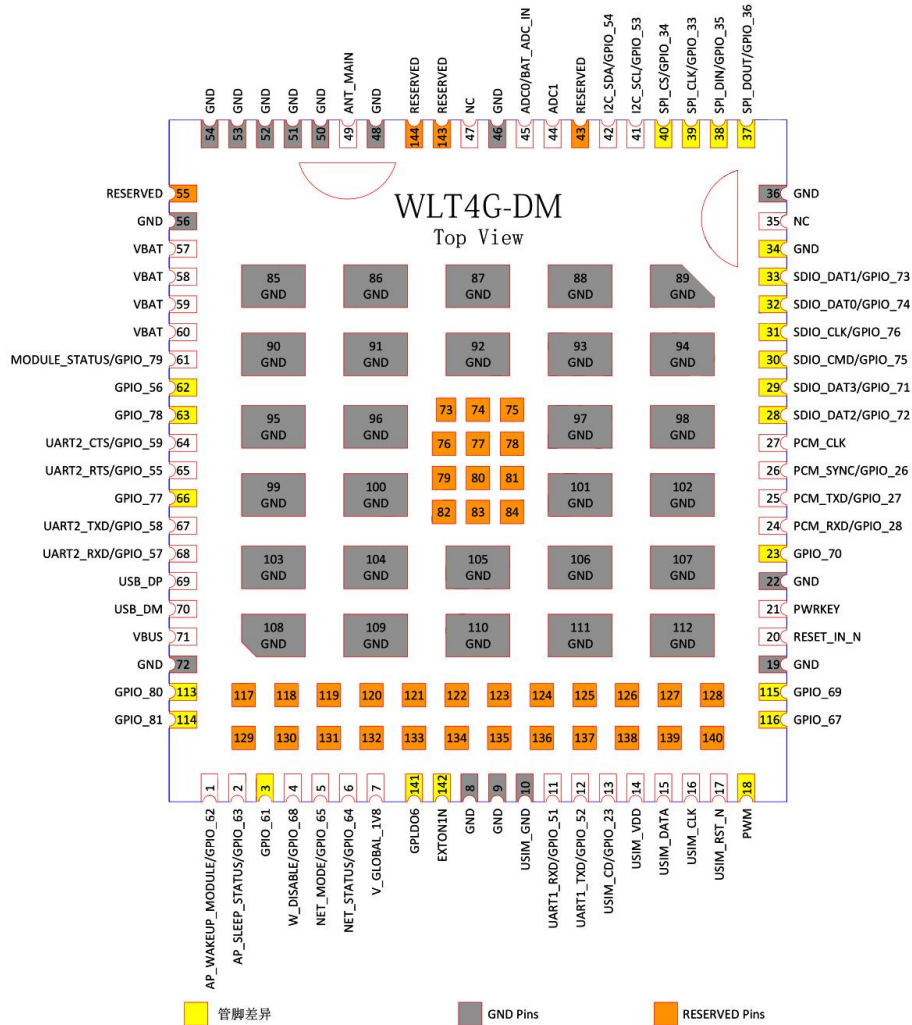 GND
GND
GND
GND
GND
ANT_MAIN
GND
RESERVED
RESERVED
NC
GND
ADC0/BAT_ADC_IN
ADC1
RESERVED
I2C_SDA/GPIO_54
I2C_SCL/GPIO_53
SPI_CS/GPIO_34
SPI_CLK/GPIO_33
SPI_DIN/GPIO_35
SPI_DOUT/GPIO_36
54 53 52 51 50 49 48 144 143 47 46 45 44 43 42 41 40 39 38 37
WLT4G-DM
Top View
RESERVED 55
GND 56
VBAT 57
VBAT 58
VBAT 59
VBAT 60
MODULE_STATUS/GPIO_79 61
GPIO_56 62
GPIO_78 63
UART2_CTS/GPIO_59 64
UART2_RTS/GPIO_55 65
GPIO_77 66
UART2_TXD/GPIO_58 67
UART2_RXD/GPIO_57 68
USB_DP 69
USB_DM 70
VBUS 71
GND 72
GPIO_80 113
GPIO_81 114
85 86 87 88 89
GND GND GND GND GND
90 91 92 93 94
GND GND GND GND GND
73 74 75
76 77 78
95 96 97 98
GND GND GND GND
79 80 81
82 83 84
99 100 101 102
GND GND GND GND
103 104 105 106 107
GND GND GND GND GND
108 109 110 111 112
GND GND GND GND GND
117 118 119 120 121 122 123 124 125 126 127 128
129 130 131 132 133 134 135 136 137 138 139 140
36 GND
35 NC
34 GND
33 SDIO_DAT1/GPIO_73
32 SDIO_DAT0/GPIO_74
31 SDIO_CLK/GPIO_76
30 SDIO_CMD/GPIO_75
29 SDIO_DAT3/GPIO_71
28 SDIO_DAT2/GPIO_72
27 PCM_CLK
26 PCM_SYNC/GPIO_26
25 PCM_TXD/GPIO_27
24 PCM_RXD/GPIO_28
23 GPIO_70
22 GND
21 PWRKEY
20 RESET_IN_N
19 GND
115 GPIO_69
116 GPIO_67
1 2 3 4 5 6 7 141 142 8 9 10 11 12 13 14 15 16 17 18
AP_WAKEUP_MODULE/GPIO_62
AP_SLEEP_STATUS/GPIO_63
GPIO_61
W_DISABLE/GPIO_68
NET_MODE/GPIO_65
NET_STATUS/GPIO_64
V_GLOBAL_1V8
GPLDO6
EXTON1N
GND
GND
USIM_GND
UART1_RXD/GPIO_51
UART1_TXD/GPIO_52
USIM_CD/GPIO_23
USIM_VDD
USIM_DATA
USIM_CLK
USIM_RST_N
PWM
管脚差异
GND Pins
RESERVED Pins